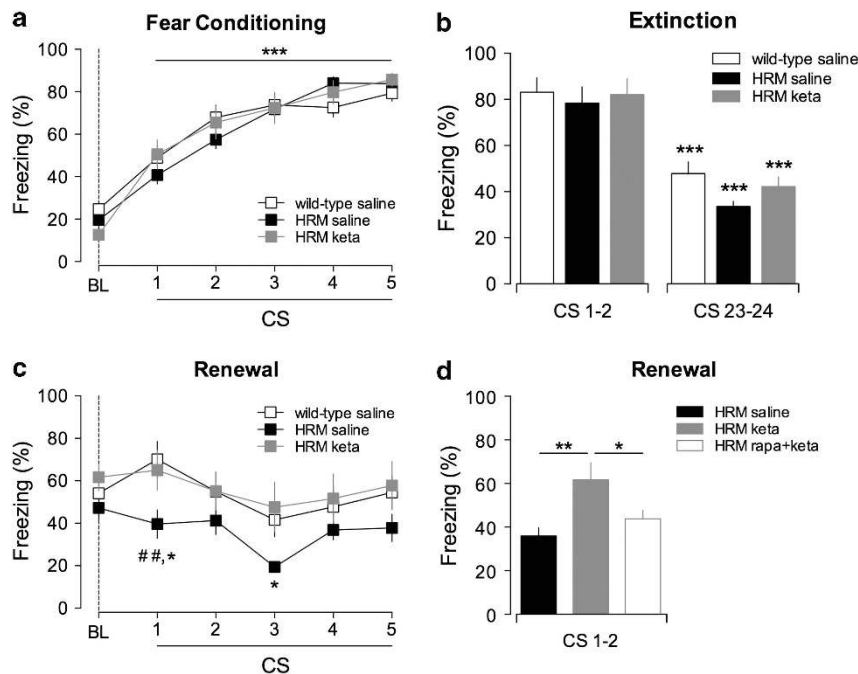 a
Fear Conditioning
Freezing (%)
100
80
60
40
20
0
***
wild-type saline
HRM saline
HRM keta
BL 1 2 3 4 5
CS
b
Extinction
Freezing (%)
100
80
60
40
20
0
wild-type saline
HRM saline
HRM keta
***
***
***
CS 1-2 CS 23-24
c
Renewal
Freezing (%)
100
80
60
40
20
0
wild-type saline
HRM saline
HRM keta
##,*
*
BL 1 2 3 4 5
CS
d
Renewal
Freezing (%)
100
80
60
40
20
0
HRM saline
HRM keta
HRM rapa+keta
** *
CS 1-2